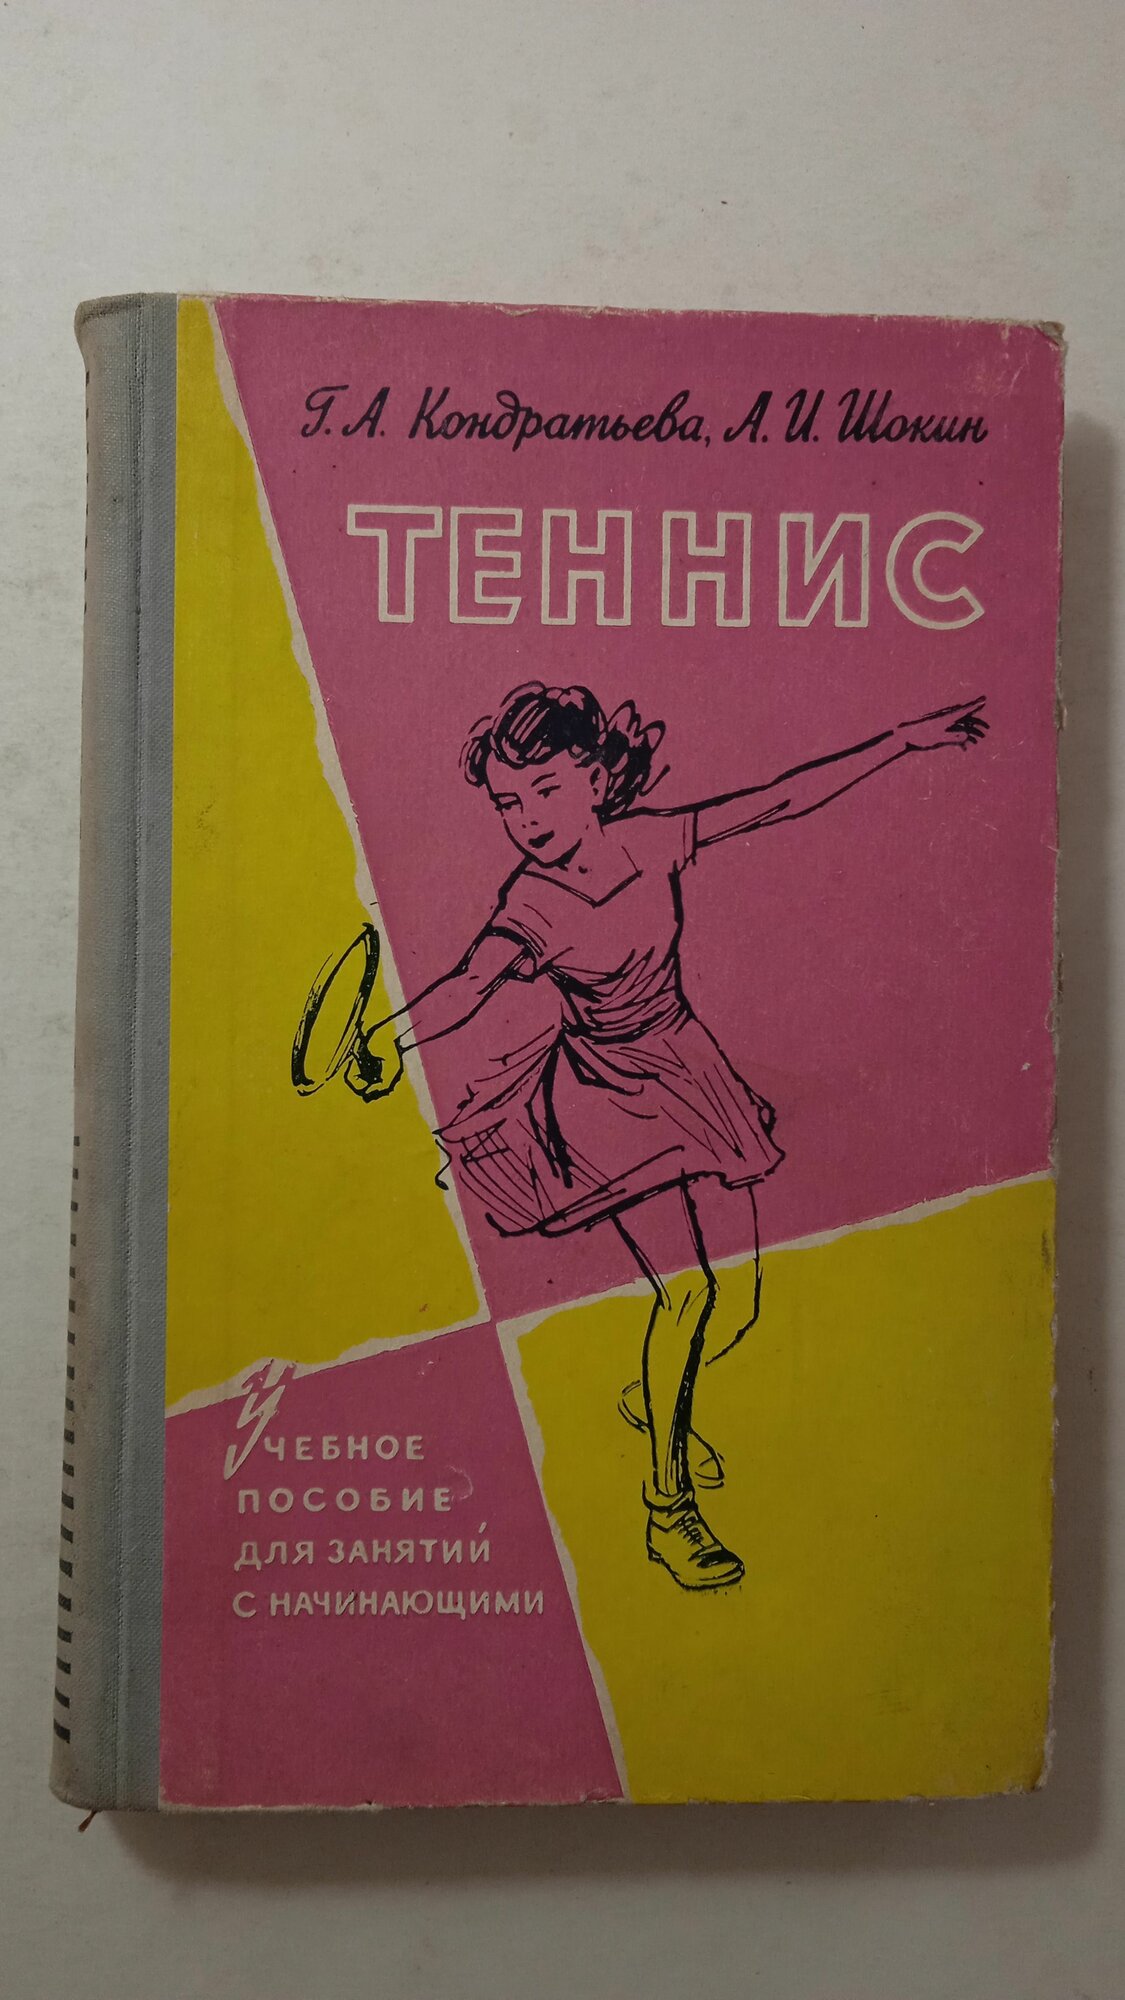 Г. А. Кондратьева, А. И. Шокин
ТЕННИС
УЧЕБНОЕ
ПОСОБИЕ
ДЛЯ ЗАНЯТИЙ
С НАЧИНАЮЩИМИ